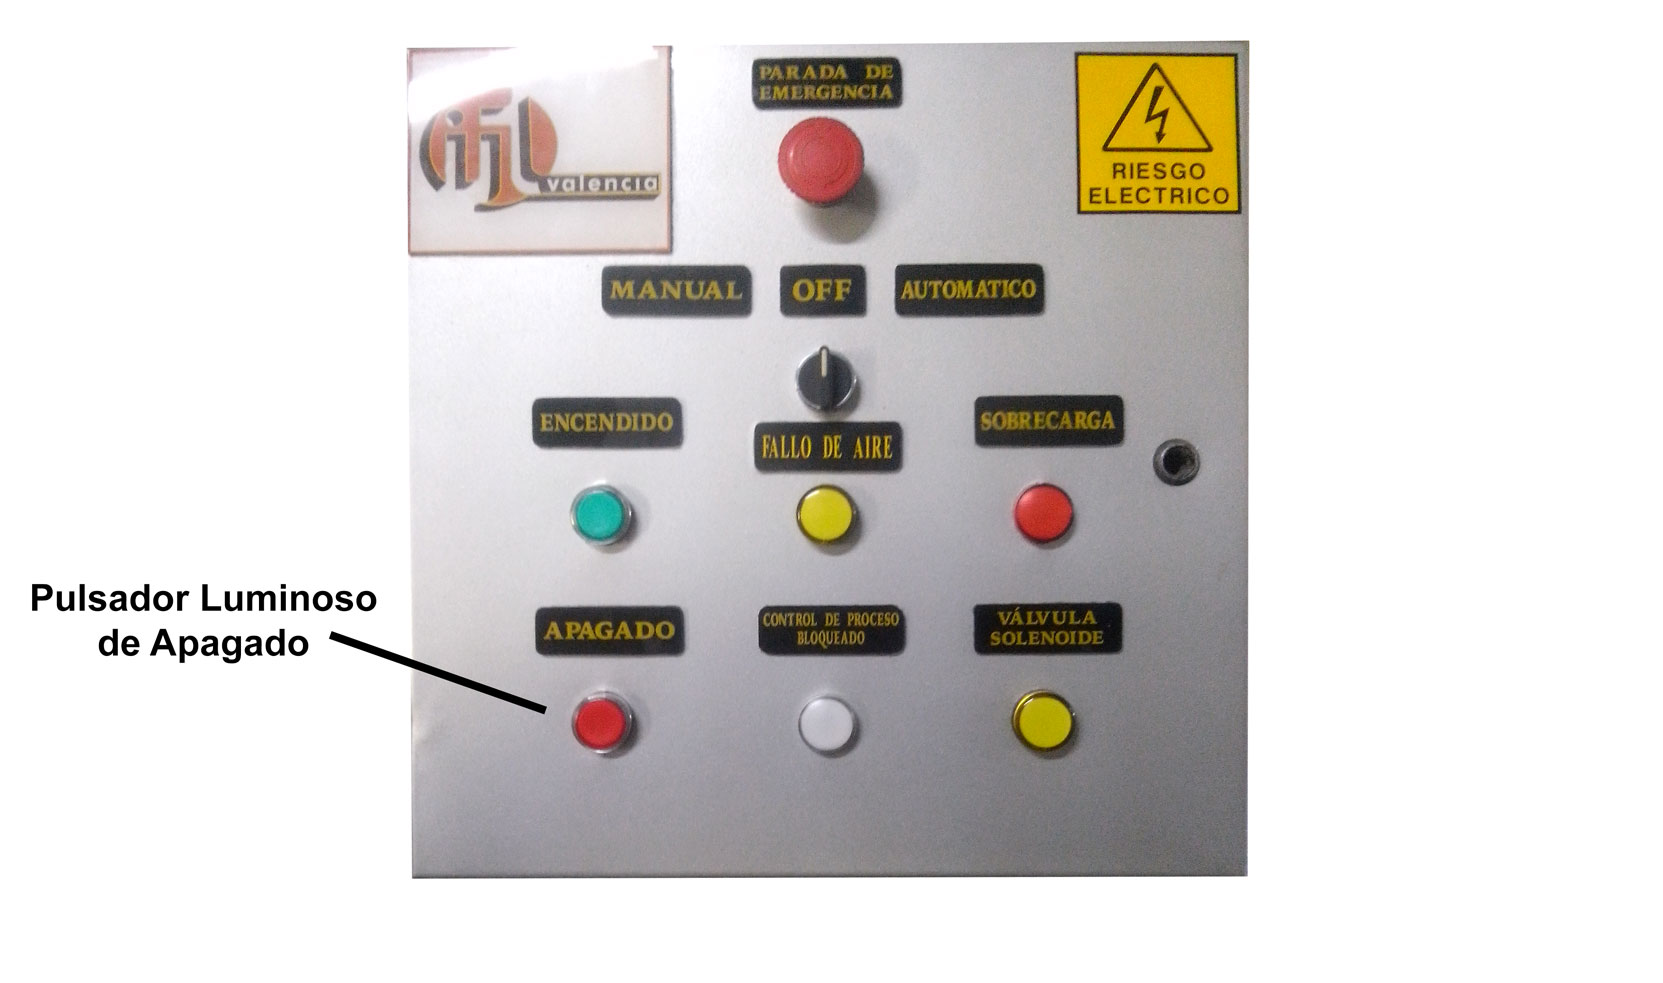 PARADA DE
EMERGENCIA
valencia
RIESGO
ELECTRICO
MANUAL
OFF
AUTOMATICO
ENCENDIDO
FALLO DE AIRE
SOBRECARGA
Pulsador Luminoso
de Apagado
APAGADO
CONTROL DE PROCESO
BLOQUEADO
VÁLVULA
SOLENOIDE